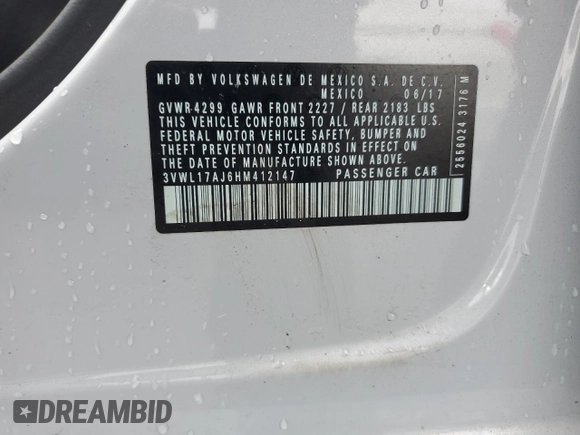 MFD BY VOLKSWAGEN DE MEXICO S.A. DE C.V.
MEXICO 06/17
GVWR 4299 GAWR FRONT 2227 / REAR 2183 LBS
THIS VEHICLE CONFORMS TO ALL APPLICABLE U.S.
FEDERAL MOTOR VEHICLE SAFETY, BUMPER AND
THEFT PREVENTION STANDARDS IN EFFECT ON
THE DATE OF MANUFACTURE SHOWN ABOVE.
3VWL17AJ6HM412147 PASSENGER CAR
2556024 3176 M
DREAMBID